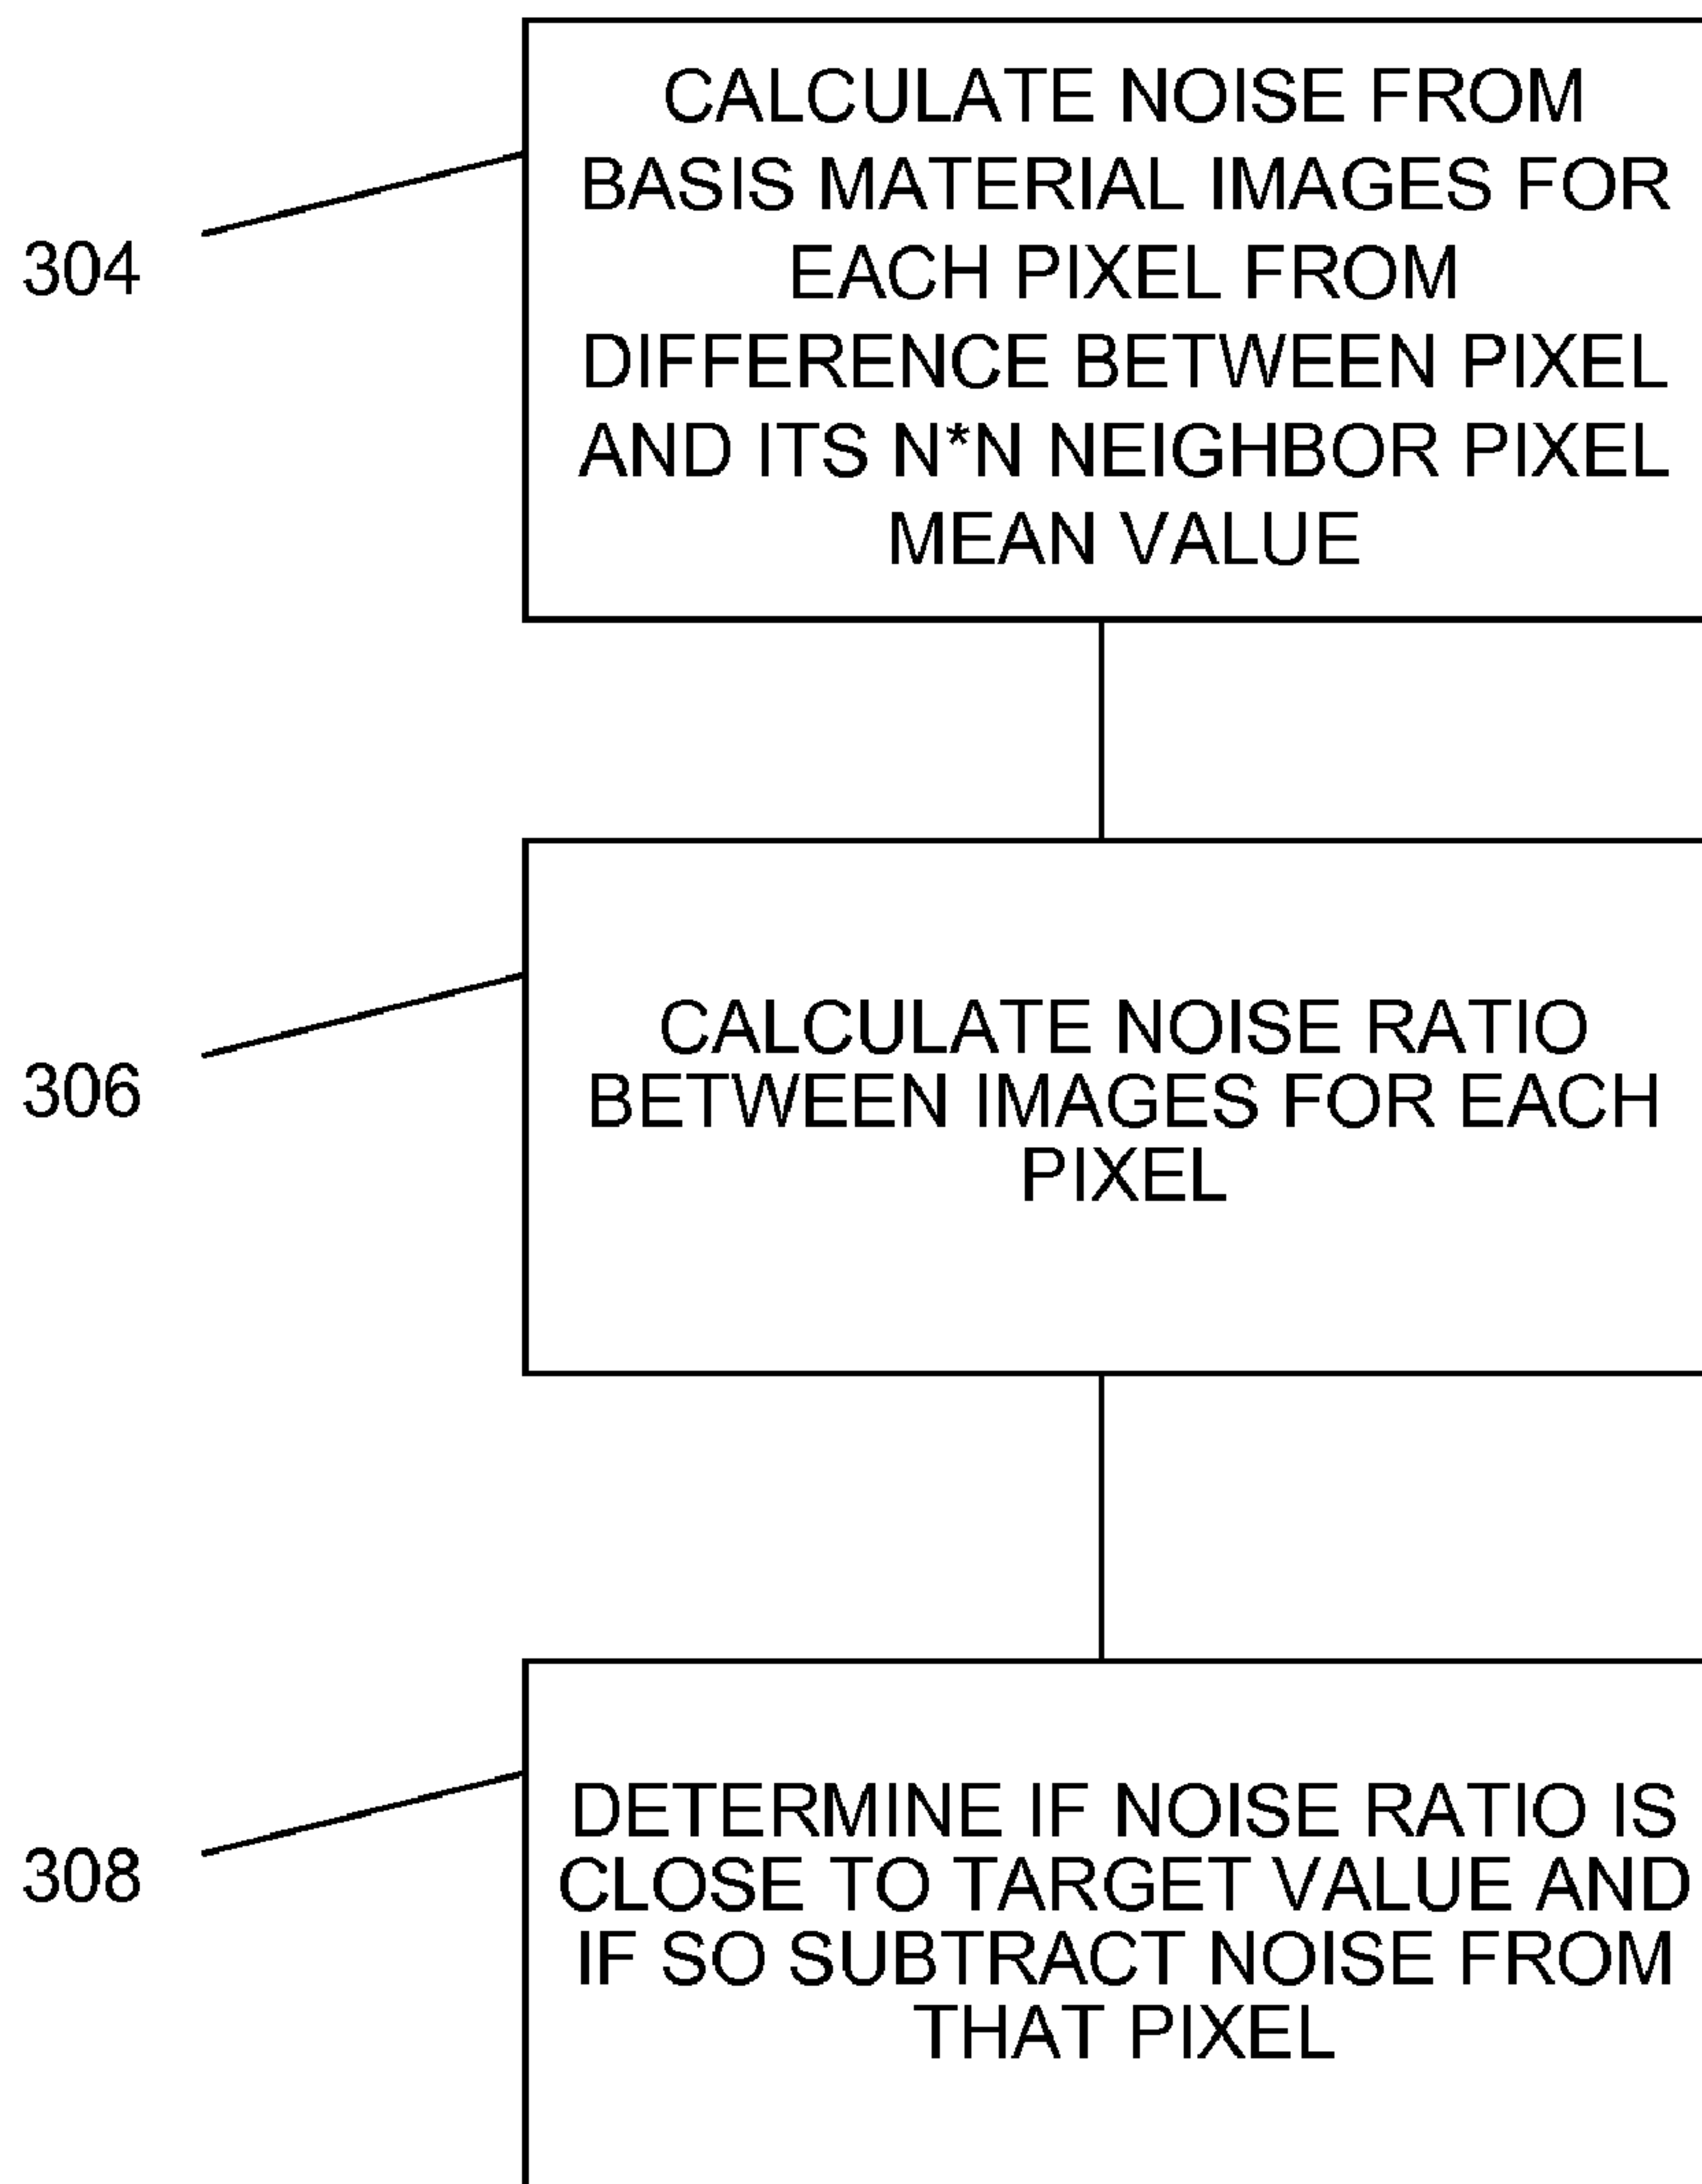 CALCULATE NOISE FROM
BASIS MATERIAL IMAGES FOR
EACH PIXEL FROM
DIFFERENCE BETWEEN PIXEL
AND ITS N*N NEIGHBOR PIXEL
MEAN VALUE
304
CALCULATE NOISE RATIO
BETWEEN IMAGES FOR EACH
PIXEL
306
DETERMINE IF NOISE RATIO IS
CLOSE TO TARGET VALUE AND
IF SO SUBTRACT NOISE FROM
THAT PIXEL
308